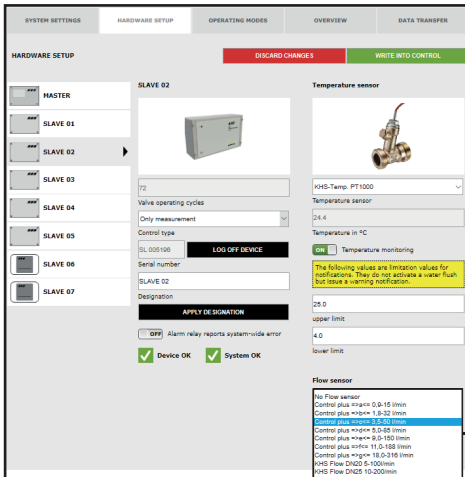 SYSTEM SETTINGS
HARDWARE SETUP
OPERATING MODES
OVERVIEW
DATA TRANSFER
HARDWARE SETUP
DISCARD CHANGES
WRITE INTO CONTROL
MASTER
SLAVE 01
SLAVE 02
SLAVE 03
SLAVE 04
SLAVE 05
SLAVE 06
SLAVE 07
SLAVE 02
72
Valve operating cycles
Only measurement
Control type
SL 005196
LOG OFF DEVICE
Serial number
SLAVE 02
Designation
APPLY DESIGNATION
OFF Alarm relay reports system-wide error
Device OK
System OK
Temperature sensor
KHS-Temp. PT1000
Temperature sensor
24.4
Temperature in °C
ON Temperature monitoring
The following values are limitation values for
notifications. They do not activate a water flush
but issue a warning notification.
25.0
upper limit
4.0
lower limit
Flow sensor
No Flow sensor
Control plus =>a<= 0,9-15 l/min
Control plus =>b<= 1,8-32 l/min
Control plus =>c<= 3,5-50 l/min
Control plus =>d<= 5,0-85 l/min
Control plus =>e<= 9,0-150 l/min
Control plus =>f<= 11,0-188 l/min
Control plus =>g<= 18,0-316 l/min
KHS Flow DN20 5-100l/min
KHS Flow DN25 10-200l/min